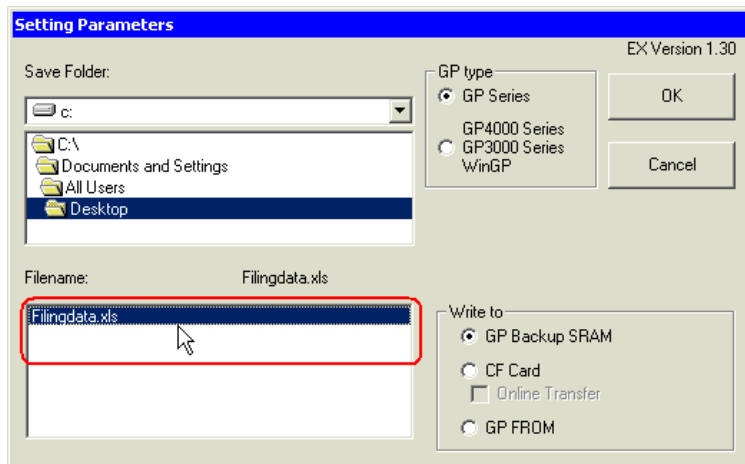 Setting Parameters
EX Version 1.30
Save Folder:
c:
C:\
Documents and Settings
All Users
Desktop
GP type
GP Series
GP4000 Series
GP3000 Series
WinGP
OK
Cancel
Filename: Filingdata.xls
Filingdata.xls
Write to
GP Backup SRAM
CF Card
Online Transfer
GP FROM